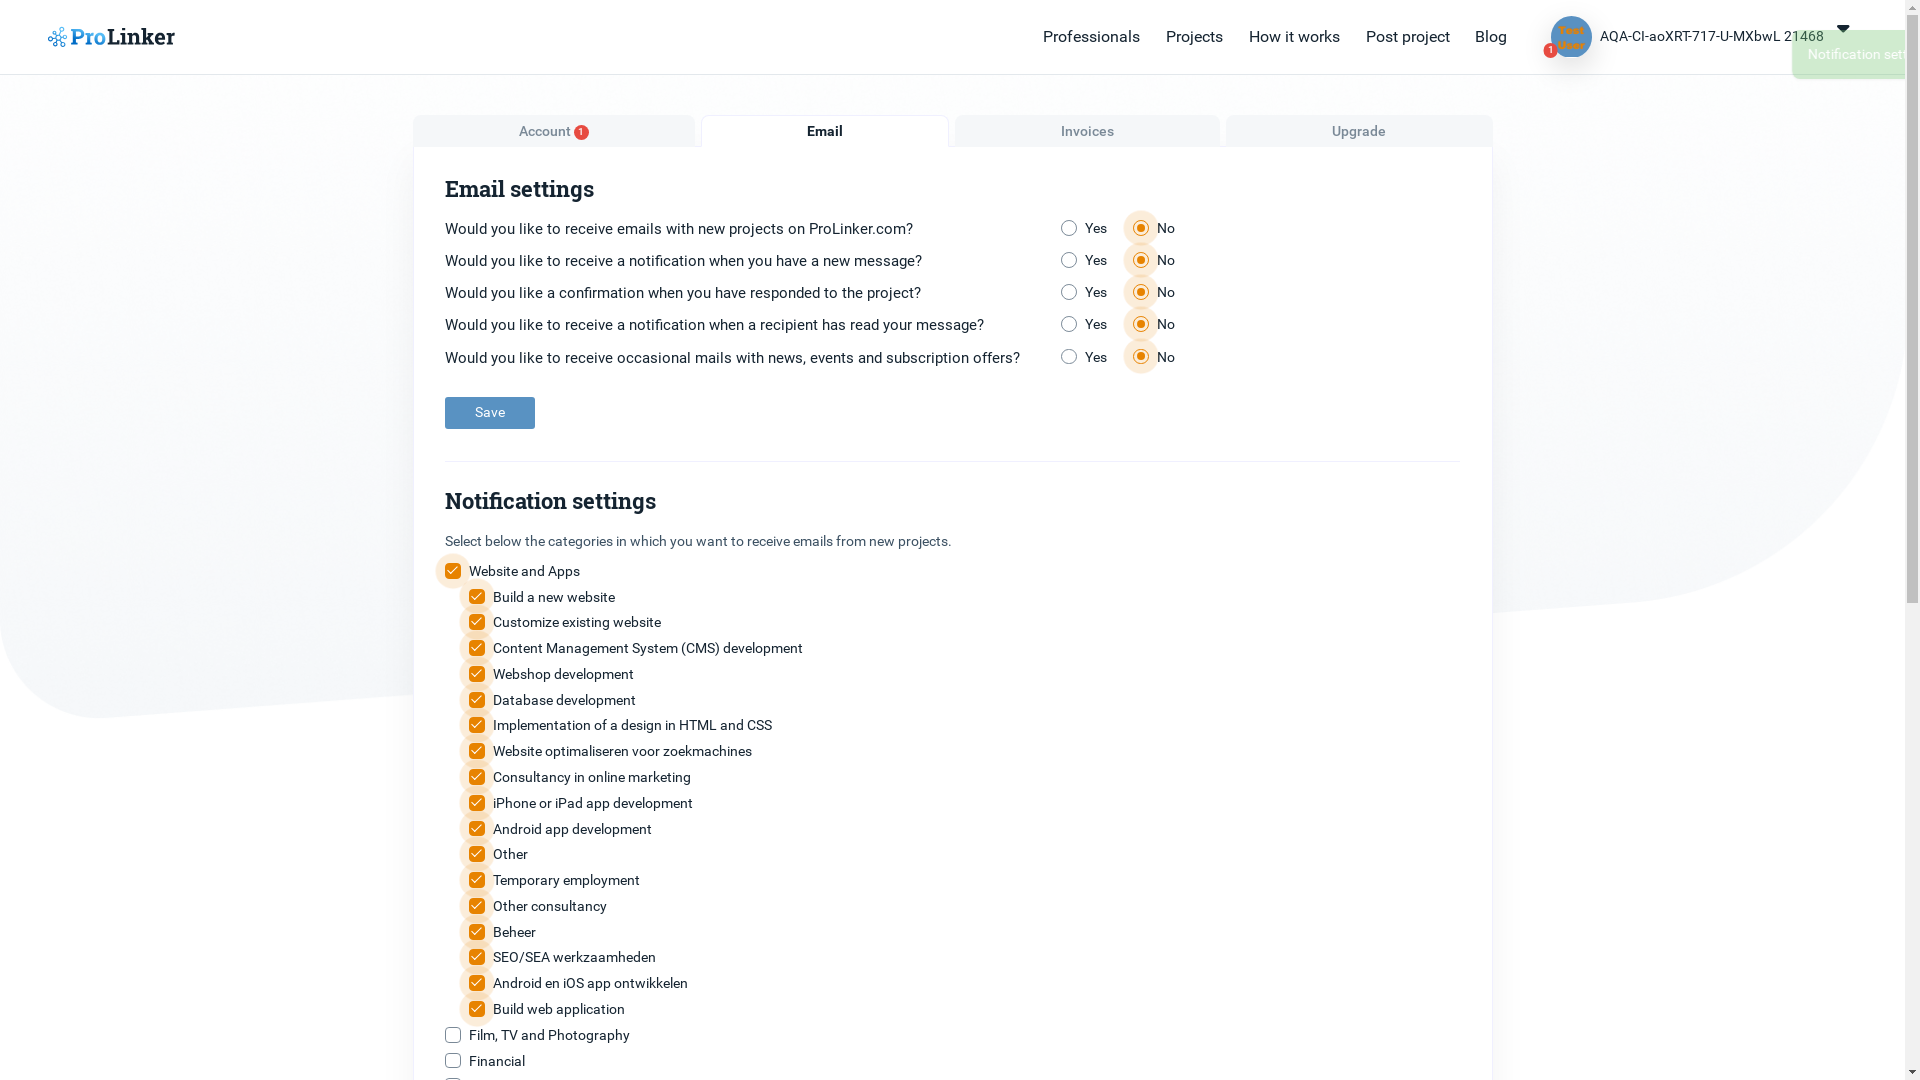 ProLinker
Professionals
Projects
How it works
Post project
Blog
Test
User
1
AQA-CI-aoXRT-717-U-MXbwL 21468
Notification
Account 1
Email
Invoices
Upgrade
Email settings
Would you like to receive emails with new projects on ProLinker.com? Yes No
Would you like to receive a notification when you have a new message? Yes No
Would you like a confirmation when you have responded to the project? Yes No
Would you like to receive a notification when a recipient has read your message? Yes No
Would you like to receive occasional mails with news, events and subscription offers? Yes No
Save
Notification settings
Select below the categories in which you want to receive emails from new projects.
Website and Apps
Build a new website
Customize existing website
Content Management System (CMS) development
Webshop development
Database development
Implementation of a design in HTML and CSS
Website optimaliseren voor zoekmachines
Consultancy in online marketing
iPhone or iPad app development
Android app development
Other
Temporary employment
Other consultancy
Beheer
SEO/SEA werkzaamheden
Android en iOS app ontwikkelen
Build web application
Film, TV and Photography
Financial